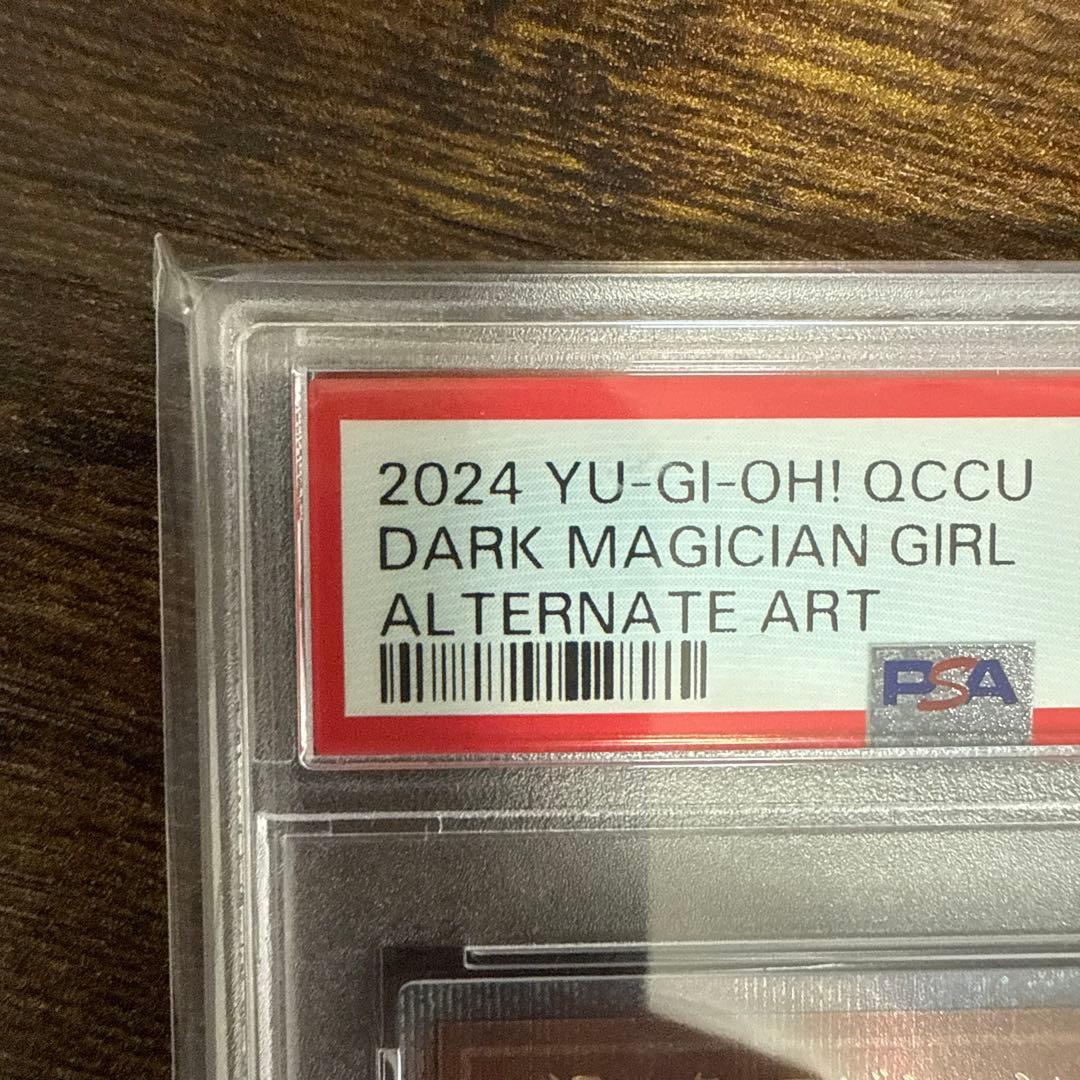 2024 YU-GI-OH! QCCU
DARK MAGICIAN GIRL
ALTERNATE ART
PSA